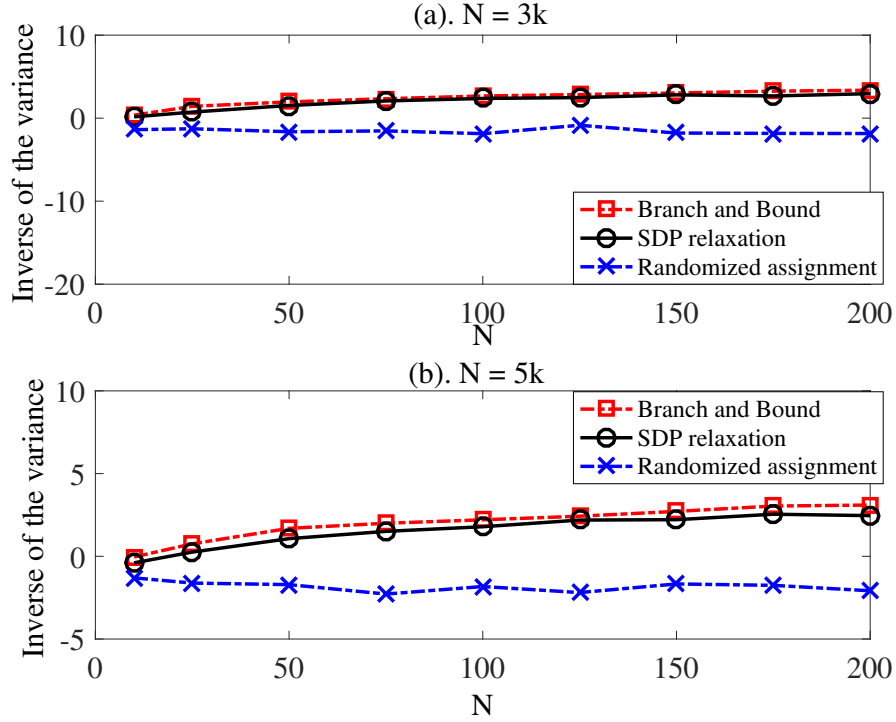 (a). N = 3k
Inverse of the variance
10
0
-10
-20
0
50
100
150
200
N
Branch and Bound
SDP relaxation
Randomized assignment
(b). N = 5k
Inverse of the variance
10
5
0
-5
0
50
100
150
200
N
Branch and Bound
SDP relaxation
Randomized assignment